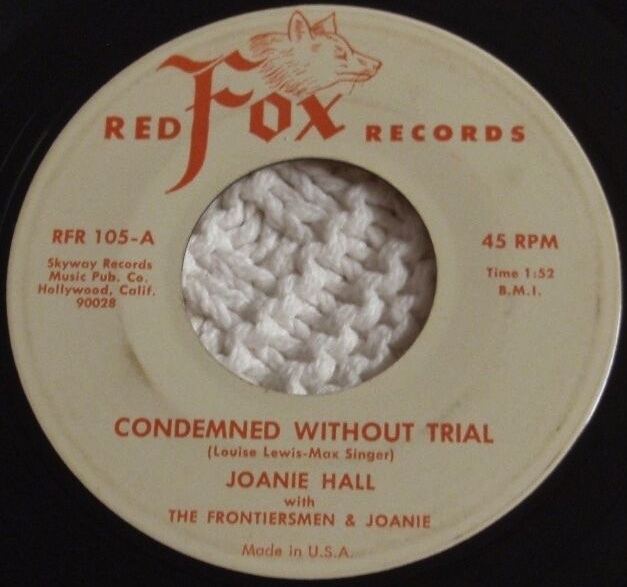 RED Fox RECORDS
RFR 105-A
Skyway Records
Music Pub. Co.
Hollywood, Calif.
90028
45 RPM
Time 1:52
B.M.I.
CONDEMNED WITHOUT TRIAL
(Louise Lewis-Max Singer)
JOANIE HALL
with
THE FRONTIERSMEN & JOANIE
Made in U.S.A.